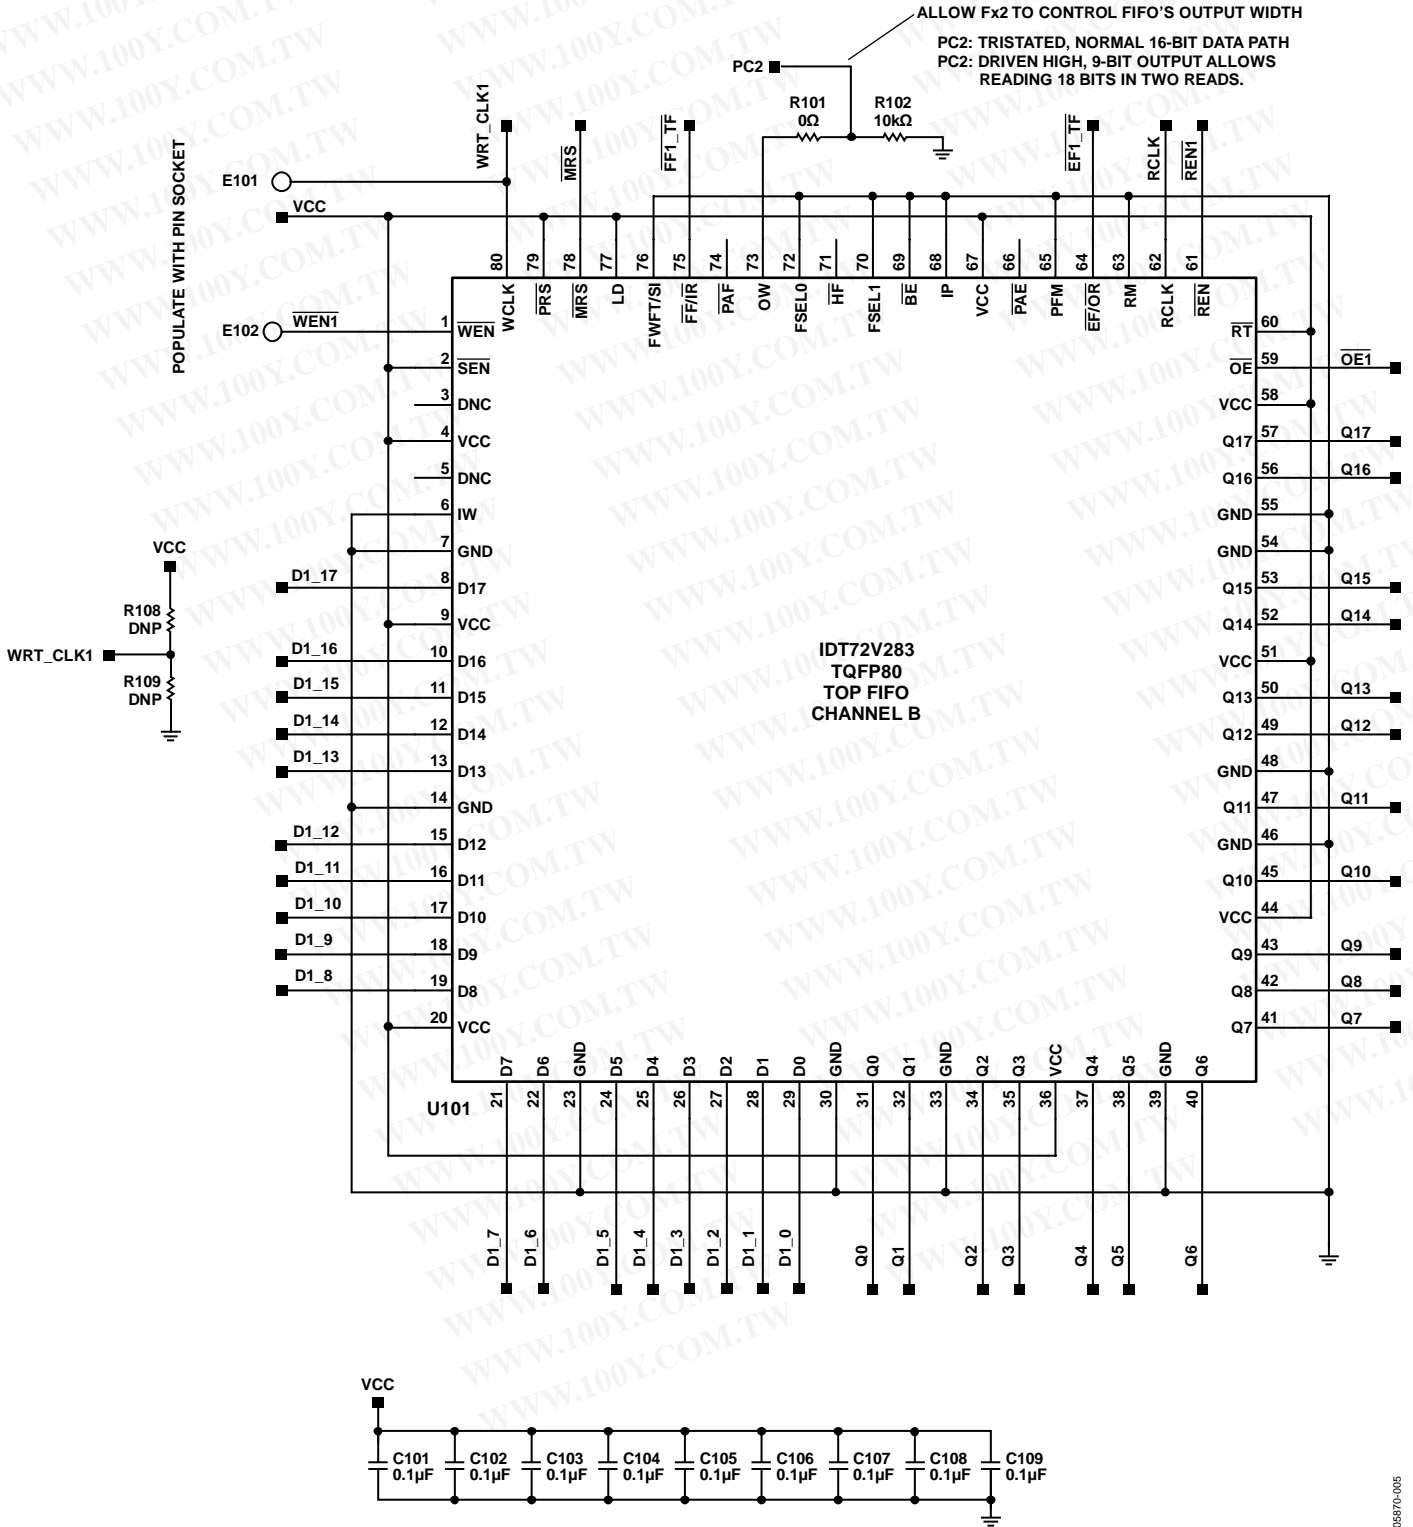 ALLOW Fx2 TO CONTROL FIFO'S OUTPUT WIDTH
PC2: TRISTATED, NORMAL 16-BIT DATA PATH
PC2: DRIVEN HIGH, 9-BIT OUTPUT ALLOWS
READING 18 BITS IN TWO READS.
PC2
R101
0Ω
R102
10kΩ
WRT_CLK1
MRS
FF1_TF
EF1_TF
RCLK
REN1
POPULATE WITH PIN SOCKET
E101
VCC
E102
WEN1
80
79
78
77
76
75
74
73
72
71
70
69
68
67
66
65
64
63
62
61
WCLK
PRS
MRS
LD
FWFT/SI
FF/IR
PAF
OW
FSEL0
HF
FSEL1
BE
IP
VCC
PAE
PFM
EF/OR
RM
RCLK
REN
1 WEN
2 SEN
3 DNC
4 VCC
5 DNC
6 IW
7 GND
D1_17 8 D17
9 VCC
D1_16 10 D16
D1_15 11 D15
D1_14 12 D14
D1_13 13 D13
14 GND
D1_12 15 D12
D1_11 16 D11
D1_10 17 D10
D1_9 18 D9
D1_8 19 D8
20 VCC
VCC
R108
DNP
WRT_CLK1
R109
DNP
IDT72V283
TQFP80
TOP FIFO
CHANNEL B
RT 60
OE 59 OE1
VCC 58
Q17 57 Q17
Q16 56 Q16
GND 55
GND 54
Q15 53 Q15
Q14 52 Q14
VCC 51
Q13 50 Q13
Q12 49 Q12
GND 48
Q11 47 Q11
GND 46
Q10 45 Q10
VCC 44
Q9 43 Q9
Q8 42 Q8
Q7 41 Q7
D7
D6
GND
D5
D4
D3
D2
D1
D0
GND
Q0
Q1
GND
Q2
Q3
VCC
Q4
Q5
GND
Q6
U101
21
22
23
24
25
26
27
28
29
30
31
32
33
34
35
36
37
38
39
40
D1_7
D1_6
D1_5
D1_4
D1_3
D1_2
D1_1
D1_0
Q0
Q1
Q2
Q3
Q4
Q5
Q6
VCC
C101
0.1µF
C102
0.1µF
C103
0.1µF
C104
0.1µF
C105
0.1µF
C106
0.1µF
C107
0.1µF
C108
0.1µF
C109
0.1µF
05870-005
WWW.100Y.COM.TW